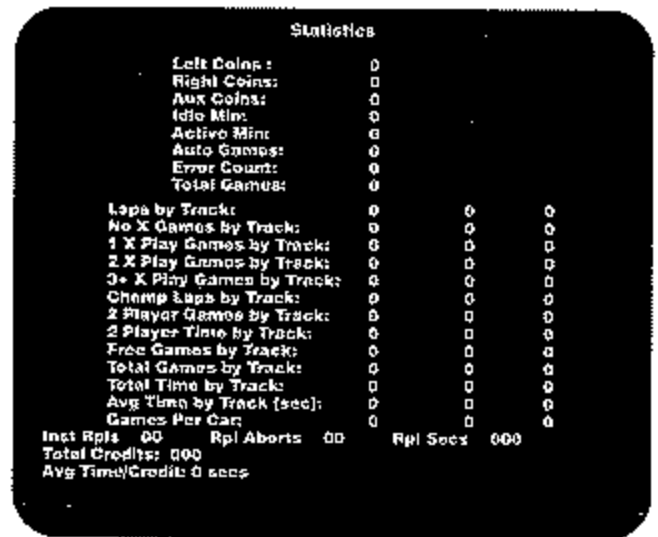 Statistics
Left Coins : 0
Right Coins: 0
Aux Coins: 0
Idle Min: 0
Active Min: 0
Auto Games: 0
Error Count: 0
Total Games: 0
Laps by Track: 0 0 0
No X Games by Track: 0 0 0
1 X Play Games by Track: 0 0 0
2 X Play Games by Track: 0 0 0
3+ X Play Games by Track: 0 0 0
Champ Laps by Track: 0 0 0
2 Player Games by Track: 0 0 0
2 Player Time by Track: 0 0 0
Free Games by Track: 0 0 0
Total Games by Track: 0 0 0
Total Time by Track: 0 0 0
Avg Time by Track (sec): 0 0 0
Games Per Car: 0 0 0
Inst Rpls 00 Rpl Aborts 00 Rpl Secs 000
Total Credits: 000
Avg Time/Credit: 0 secs